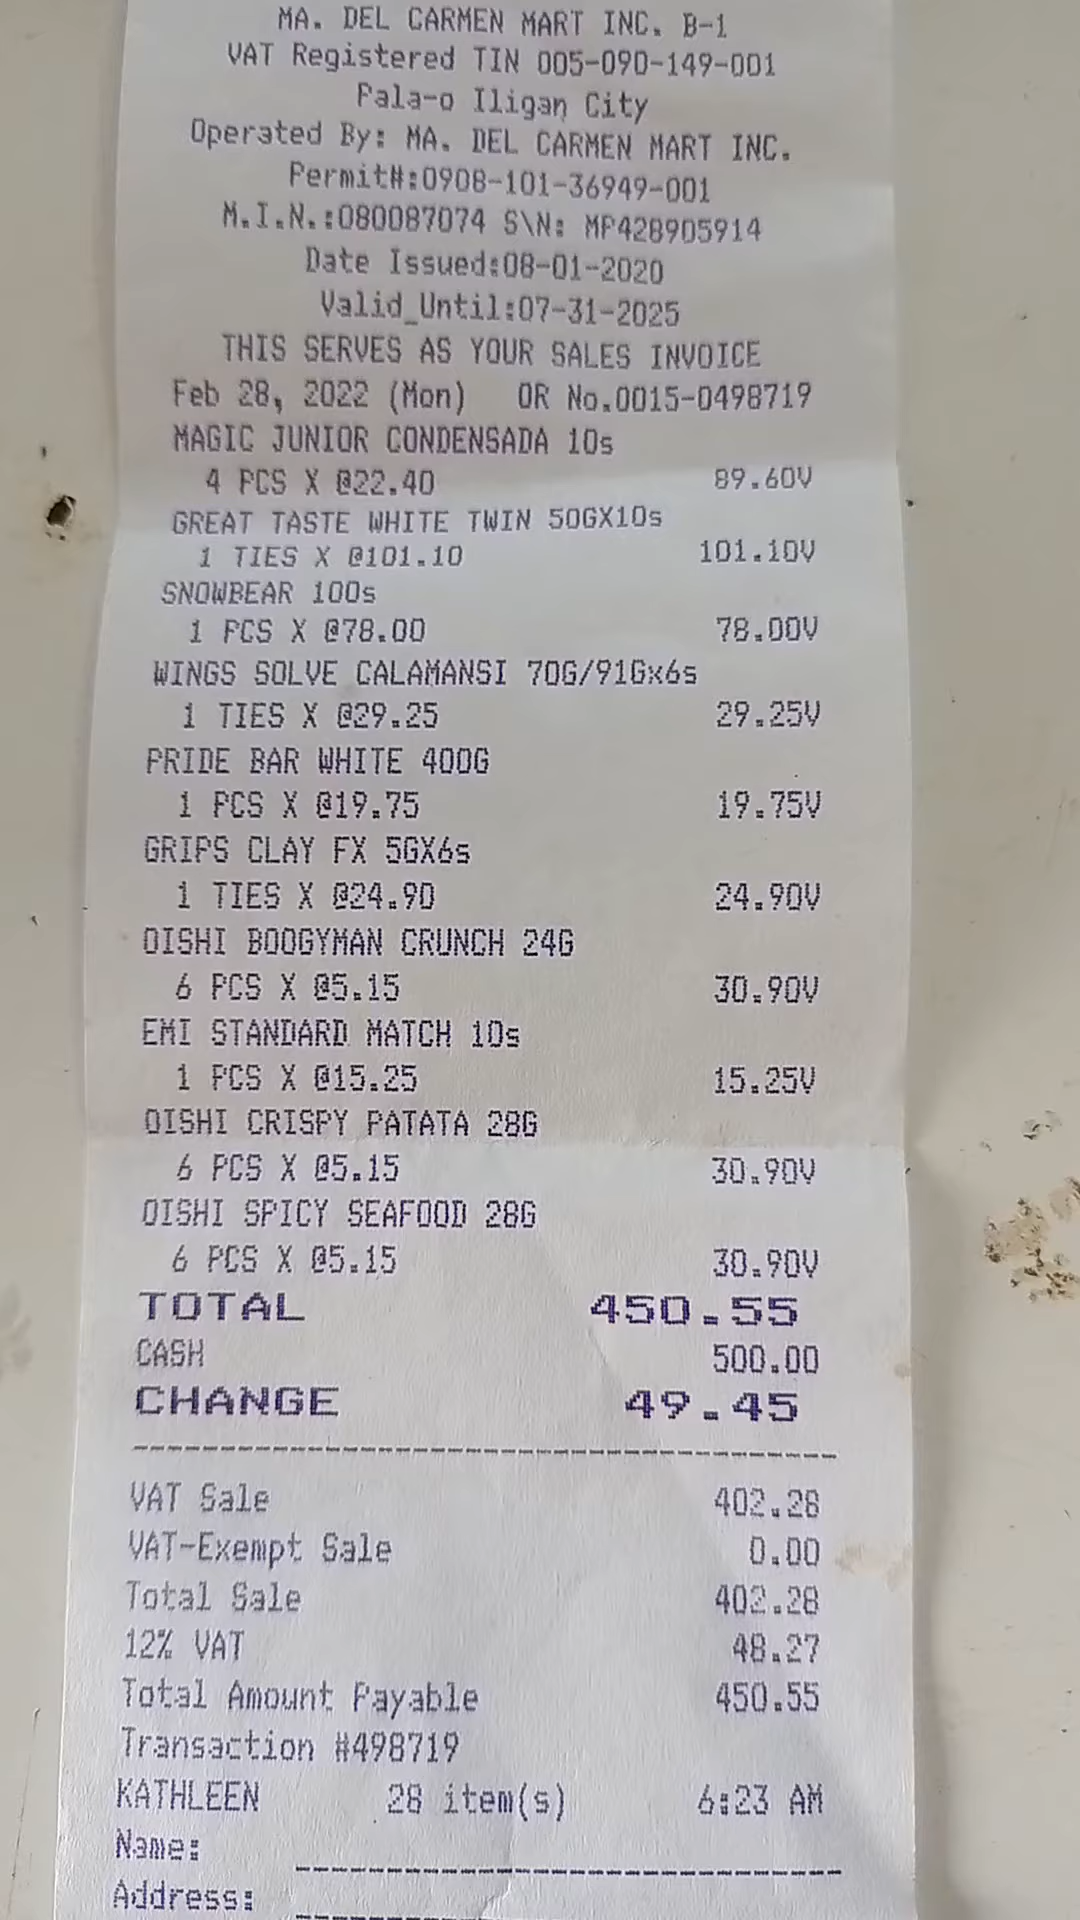 MA. DEL CARMEN MART INC. B-1
VAT Registered TIN 005-090-149-001
Pala-o Iligan City
Operated By: MA. DEL CARMEN MART INC.
Permit#:0908-101-36949-001
M.I.N.:080087074 S\N: MP428905914
Date Issued:08-01-2020
Valid_Until:07-31-2025
THIS SERVES AS YOUR SALES INVOICE
Feb 28, 2022 (Mon) OR No.0015-0498719
MAGIC JUNIOR CONDENSADA 10s
4 PCS X @22.40 89.60V
GREAT TASTE WHITE TWIN 50GX10s
1 TIES X @101.10 101.10V
SNOWBEAR 100s
1 PCS X @78.00 78.00V
WINGS SOLVE CALAMANSI 70G/91Gx6s
1 TIES X @29.25 29.25V
PRIDE BAR WHITE 400G
1 PCS X @19.75 19.75V
GRIPS CLAY FX 5GX6s
1 TIES X @24.90 24.90V
OISHI BOOGYMAN CRUNCH 24G
6 PCS X @5.15 30.90V
EMI STANDARD MATCH 10s
1 PCS X @15.25 15.25V
OISHI CRISPY PATATA 28G
6 PCS X @5.15 30.90V
OISHI SPICY SEAFOOD 28G
6 PCS X @5.15 30.90V
TOTAL 450.55
CASH 500.00
CHANGE 49.45
VAT Sale 402.28
VAT-Exempt Sale 0.00
Total Sale 402.28
12% VAT 48.27
Total Amount Payable 450.55
Transaction #498719
KATHLEEN 28 item(s) 6:23 AM
Name:
Address: